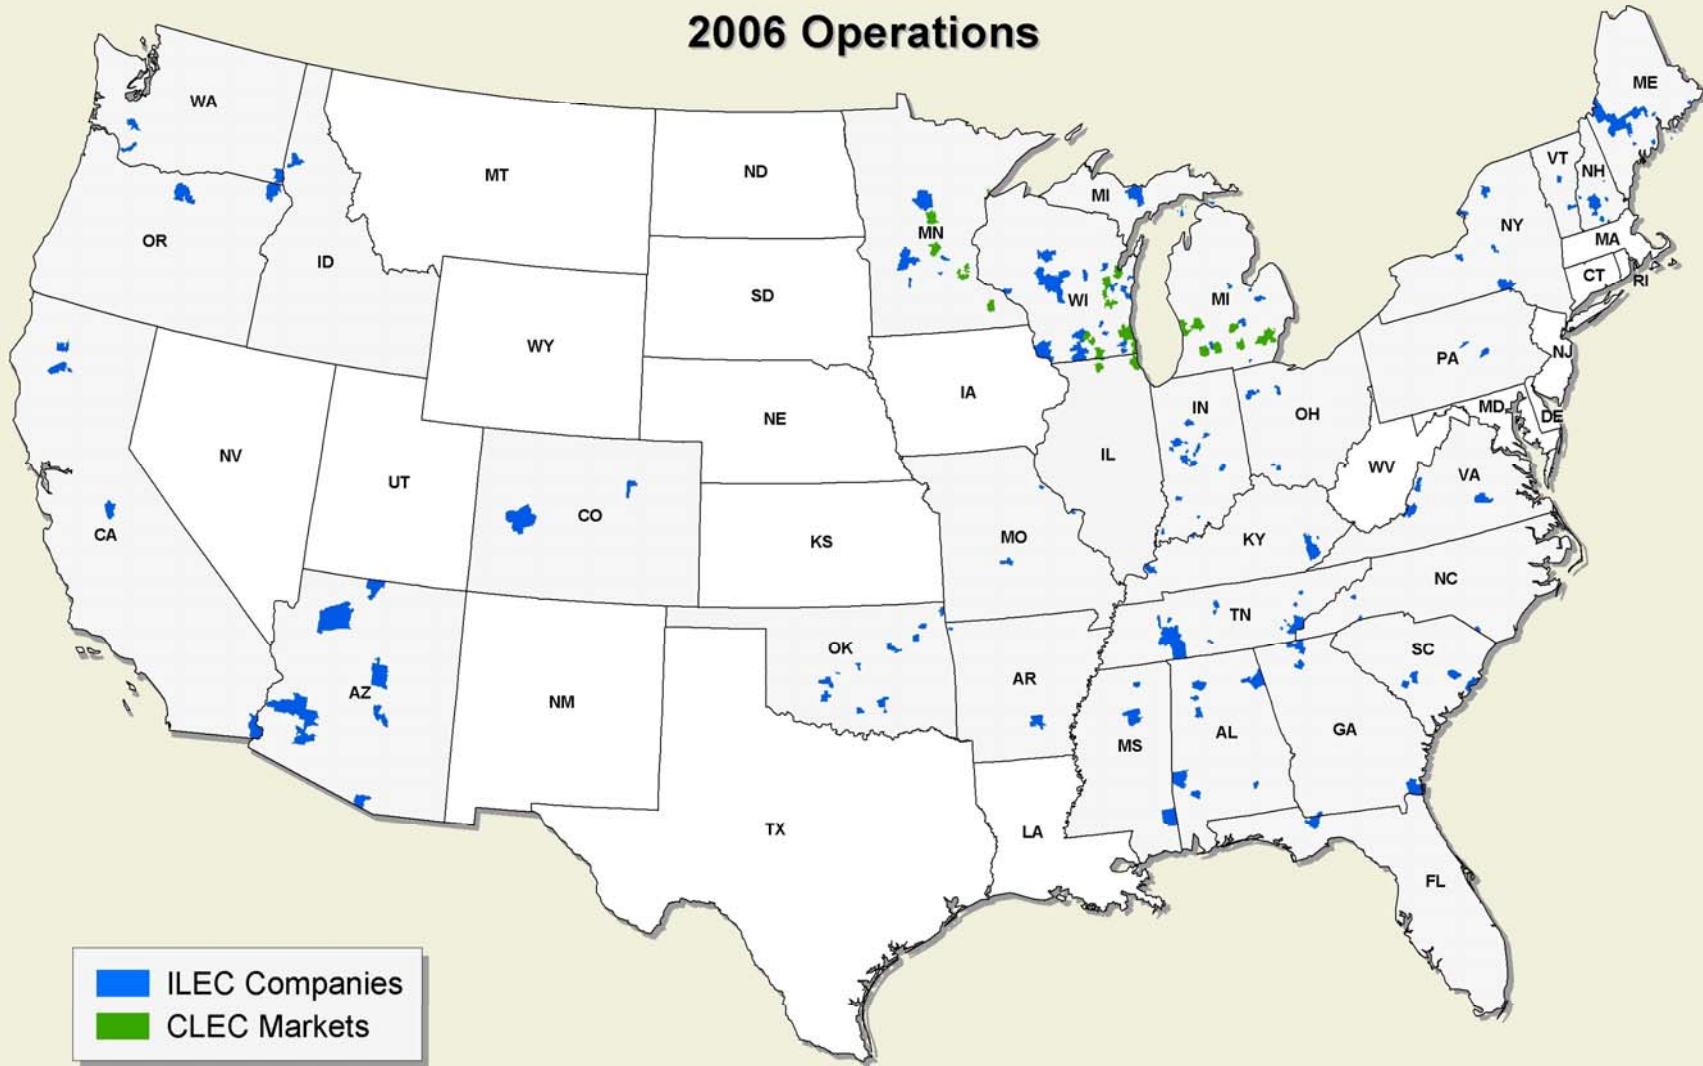 2006 Operations
WA
MT
ND
MN
MI
ME
VT
NH
NY
MA
CT
RI
OR
ID
SD
WI
MI
WY
IA
NE
PA
NJ
MD
DE
NV
UT
CO
KS
MO
IL
IN
OH
WV
VA
KY
CA
AZ
NM
OK
AR
TN
NC
SC
MS
AL
GA
TX
LA
FL
ILEC Companies
CLEC Markets